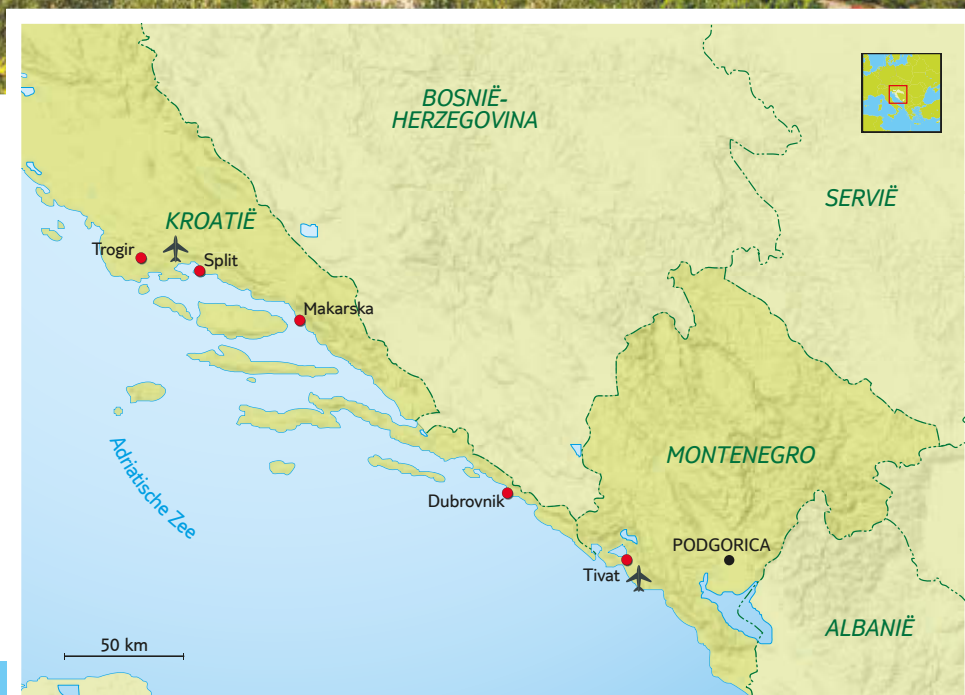 BOSNIË-
HERZEGOVINA
SERVIË
KROATIË
Trogir
Split
Makarska
Adriatische Zee
MONTENEGRO
Dubrovnik
PODGORICA
Tivat
ALBANIË
50 km